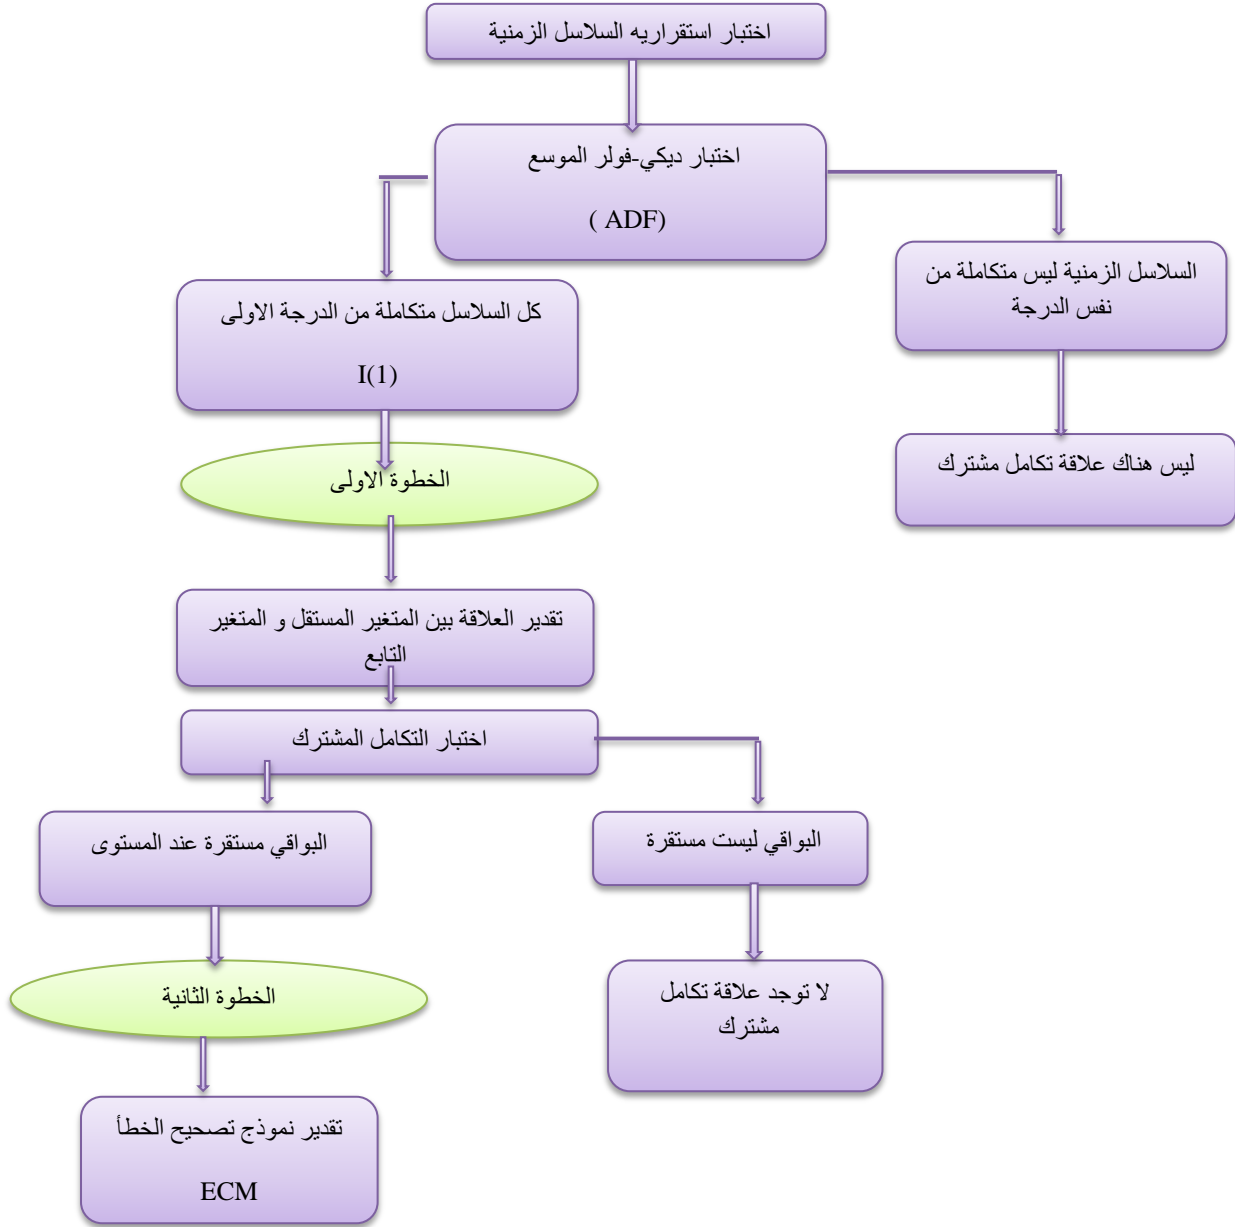 اختبار استقراريه السلاسل الزمنية
اختبار ديكي-فولر الموسع
( ADF)
السلاسل الزمنية ليس متكاملة من
نفس الدرجة
كل السلاسل متكاملة من الدرجة الاولى
I(1)
ليس هناك علاقة تكامل مشترك
الخطوة الاولى
تقدير العلاقة بين المتغير المستقل و المتغير
التابع
اختبار التكامل المشترك
البواقي مستقرة عند المستوى
البواقي ليست مستقرة
الخطوة الثانية
لا توجد علاقة تكامل
مشترك
تقدير نموذج تصحيح الخطأ
ECM